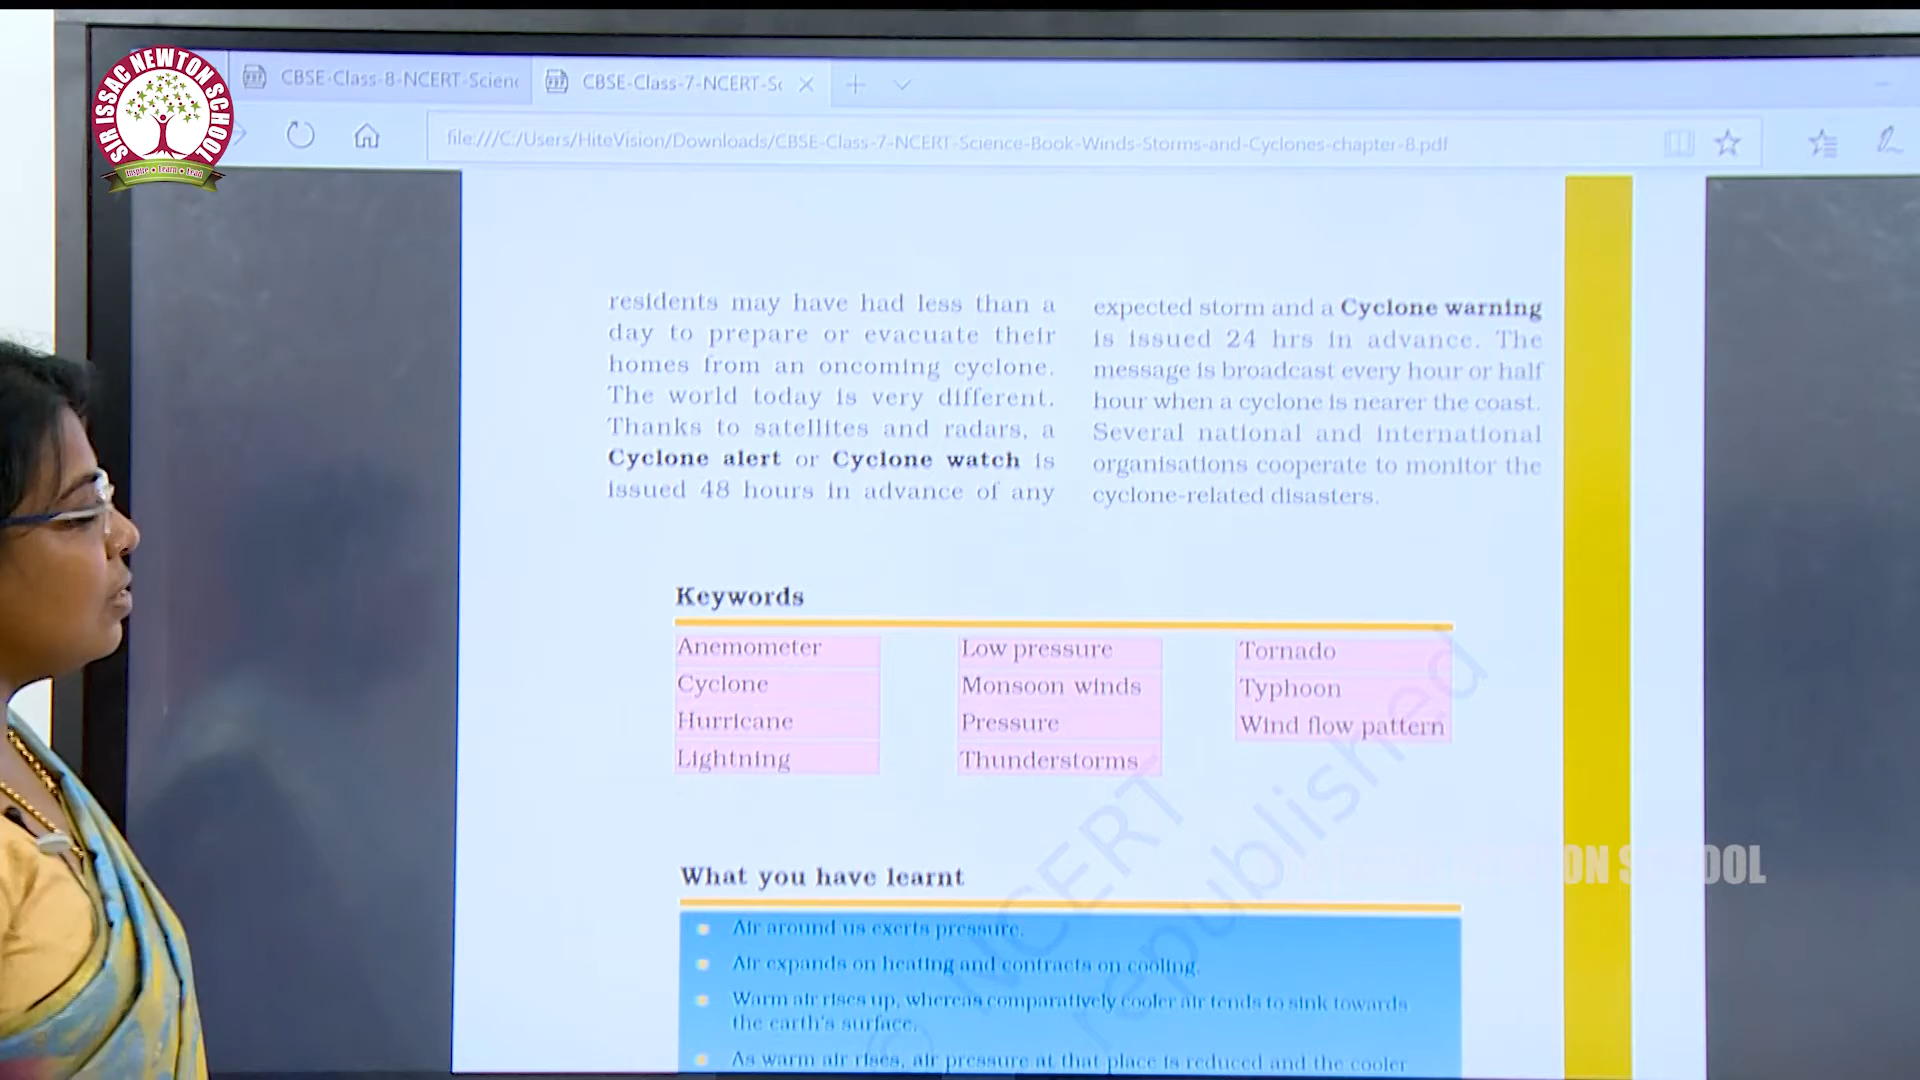 SIR ISSAC NEWTON SCHOOL
Inspire • Learn • Lead
CBSE-Class-8-NCERT-Scienc
CBSE-Class-7-NCERT-Sc
file:///C:/Users/HiteVision/Downloads/CBSE-Class-7-NCERT-Science-Book-Winds-Storms-and-Cyclones-chapter-8.pdf
residents may have had less than a
day to prepare or evacuate their
homes from an oncoming cyclone.
The world today is very different.
Thanks to satellites and radars, a
Cyclone alert or Cyclone watch is
issued 48 hours in advance of any
expected storm and a Cyclone warning
is issued 24 hrs in advance. The
message is broadcast every hour or half
hour when a cyclone is nearer the coast.
Several national and international
organisations cooperate to monitor the
cyclone-related disasters.
Keywords
Anemometer
Cyclone
Hurricane
Lightning
Low pressure
Monsoon winds
Pressure
Thunderstorms
Tornado
Typhoon
Wind flow pattern
© NCERT
republished
What you have learnt
Air around us exerts pressure.
Air expands on heating and contracts on cooling.
Warm air rises up, whereas comparatively cooler air tends to sink towards
the earth's surface.
As warm air rises, air pressure at that place is reduced and the cooler
SCHOOL